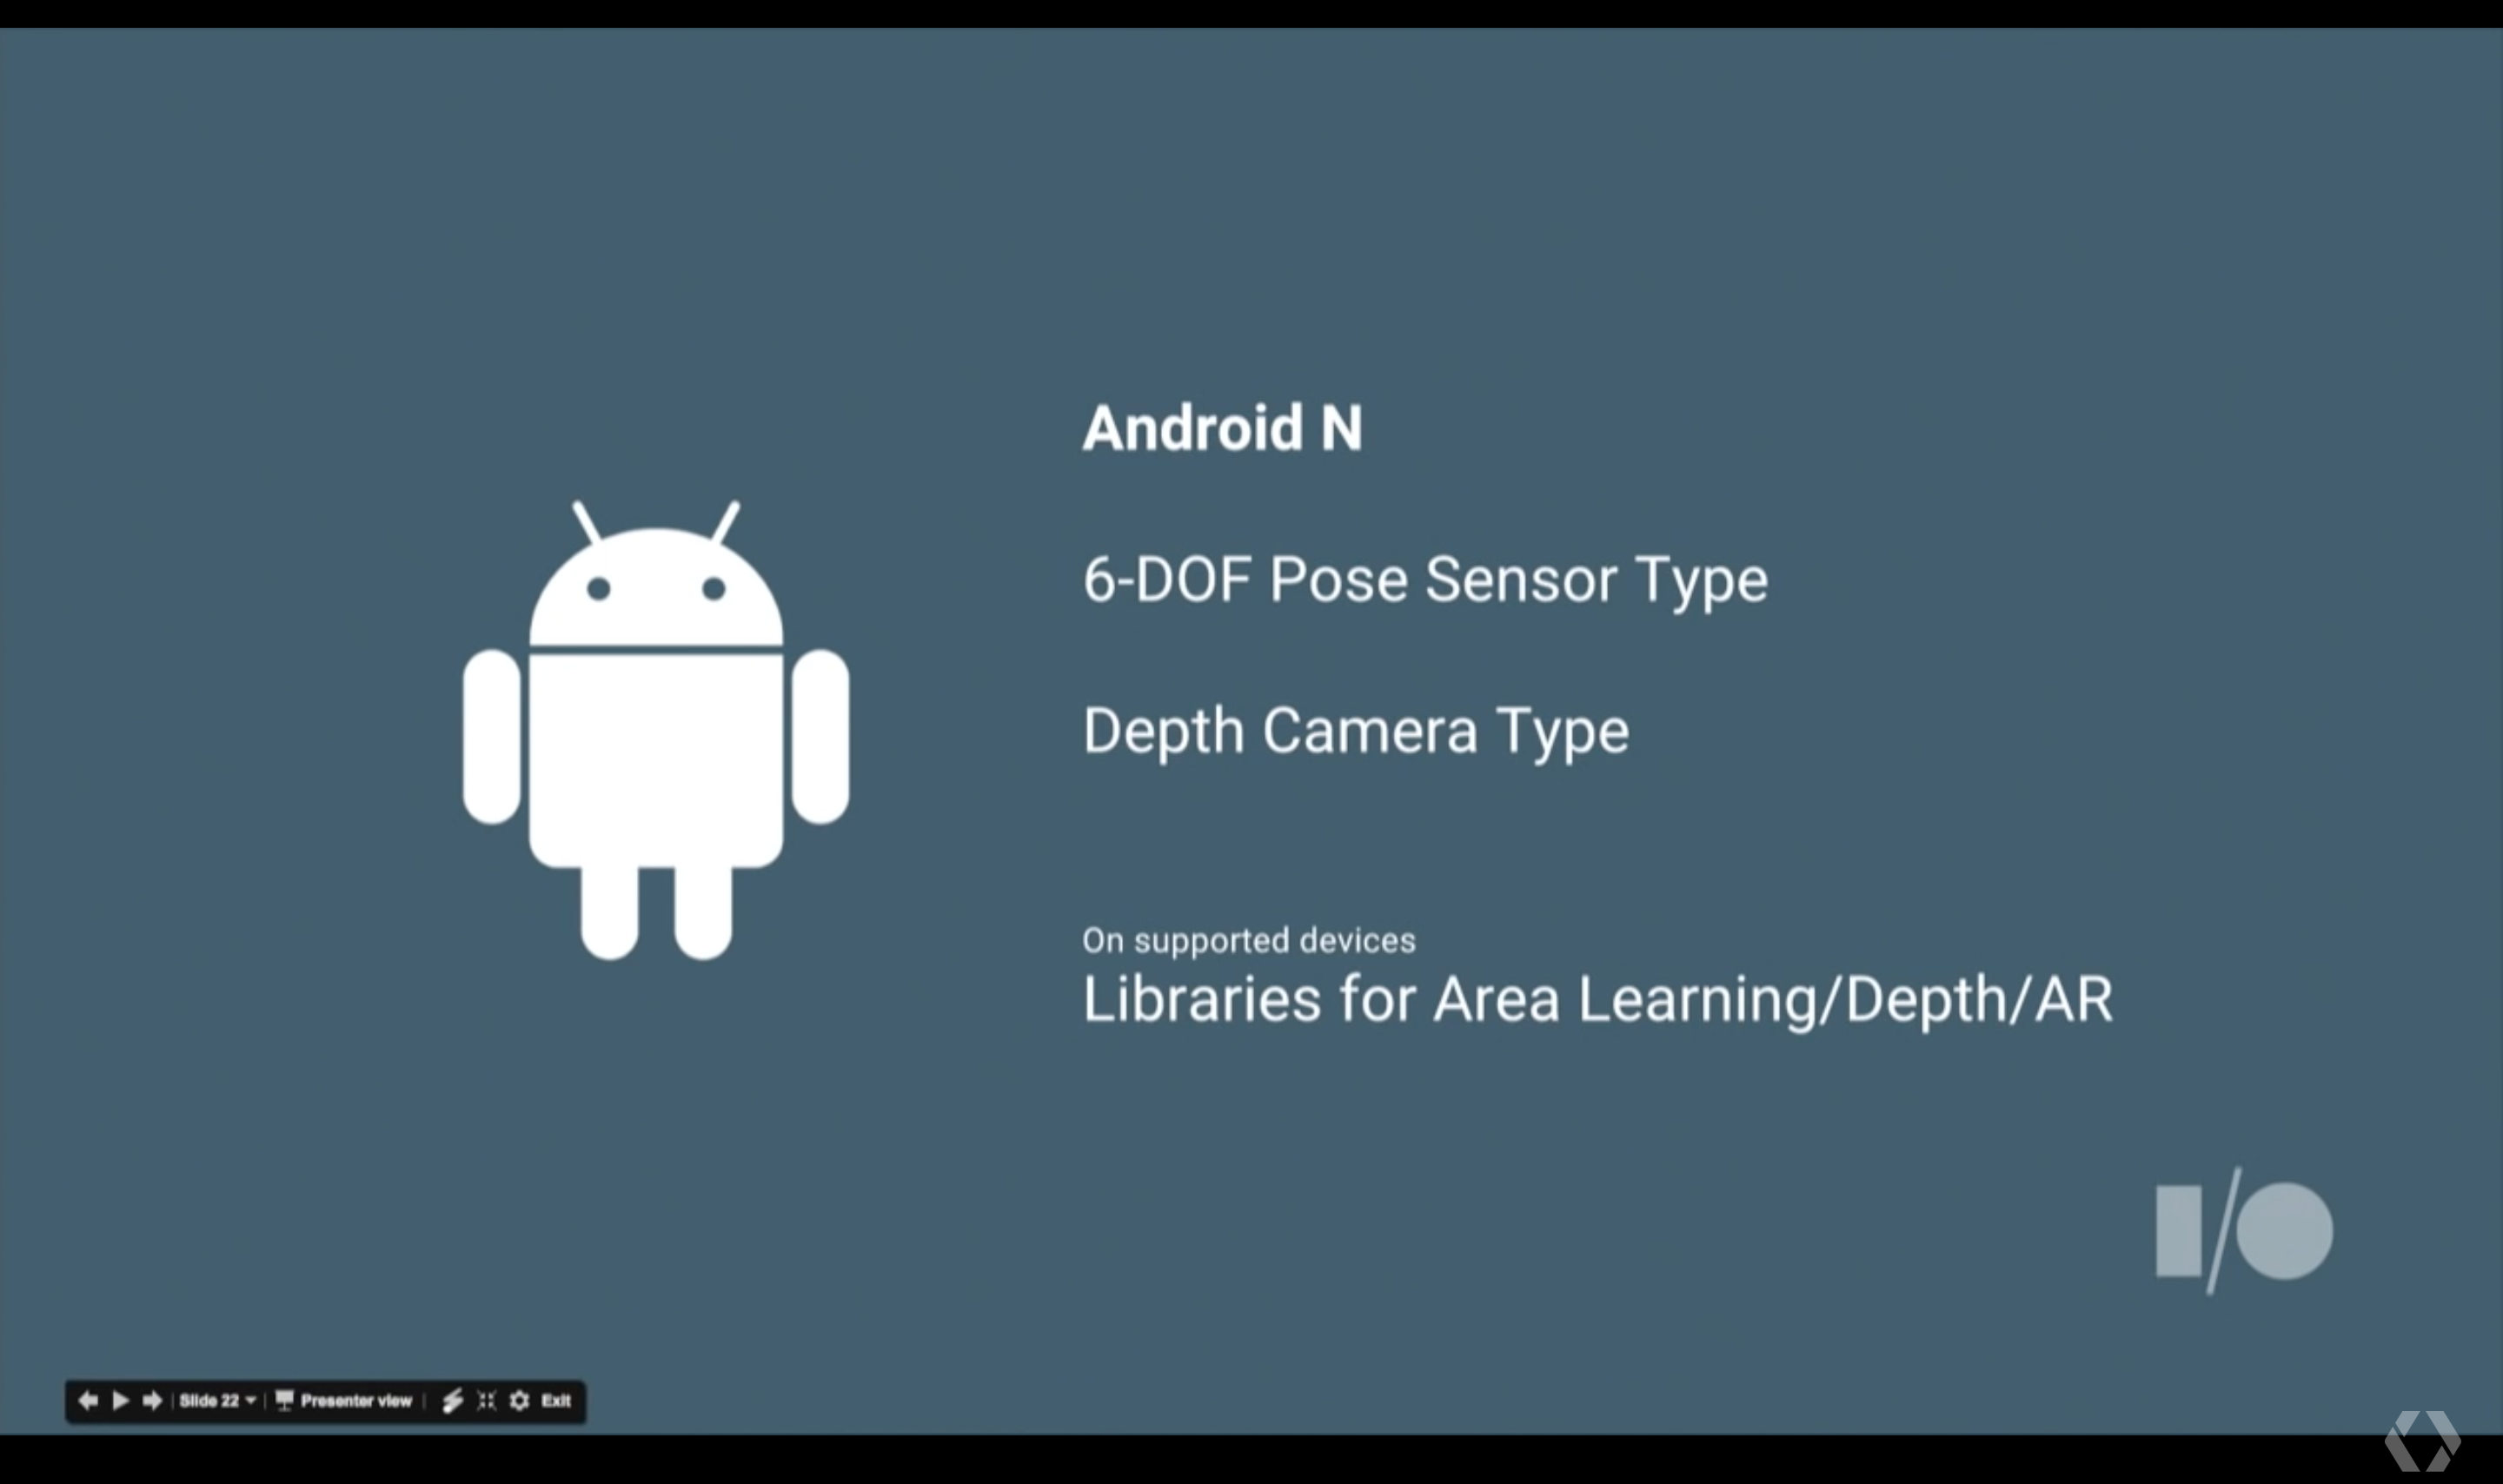 Android N
6-DOF Pose Sensor Type
Depth Camera Type
On supported devices
Libraries for Area Learning/Depth/AR
I/O
Slide 22 Presenter view Exit